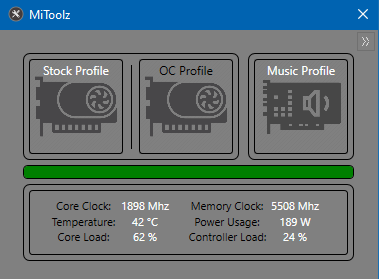 MiToolz
Stock Profile
OC Profile
Music Profile
Core Clock: 1898 Mhz Memory Clock: 5508 Mhz
Temperature: 42 °C Power Usage: 189 W
Core Load: 62 % Controller Load: 24 %